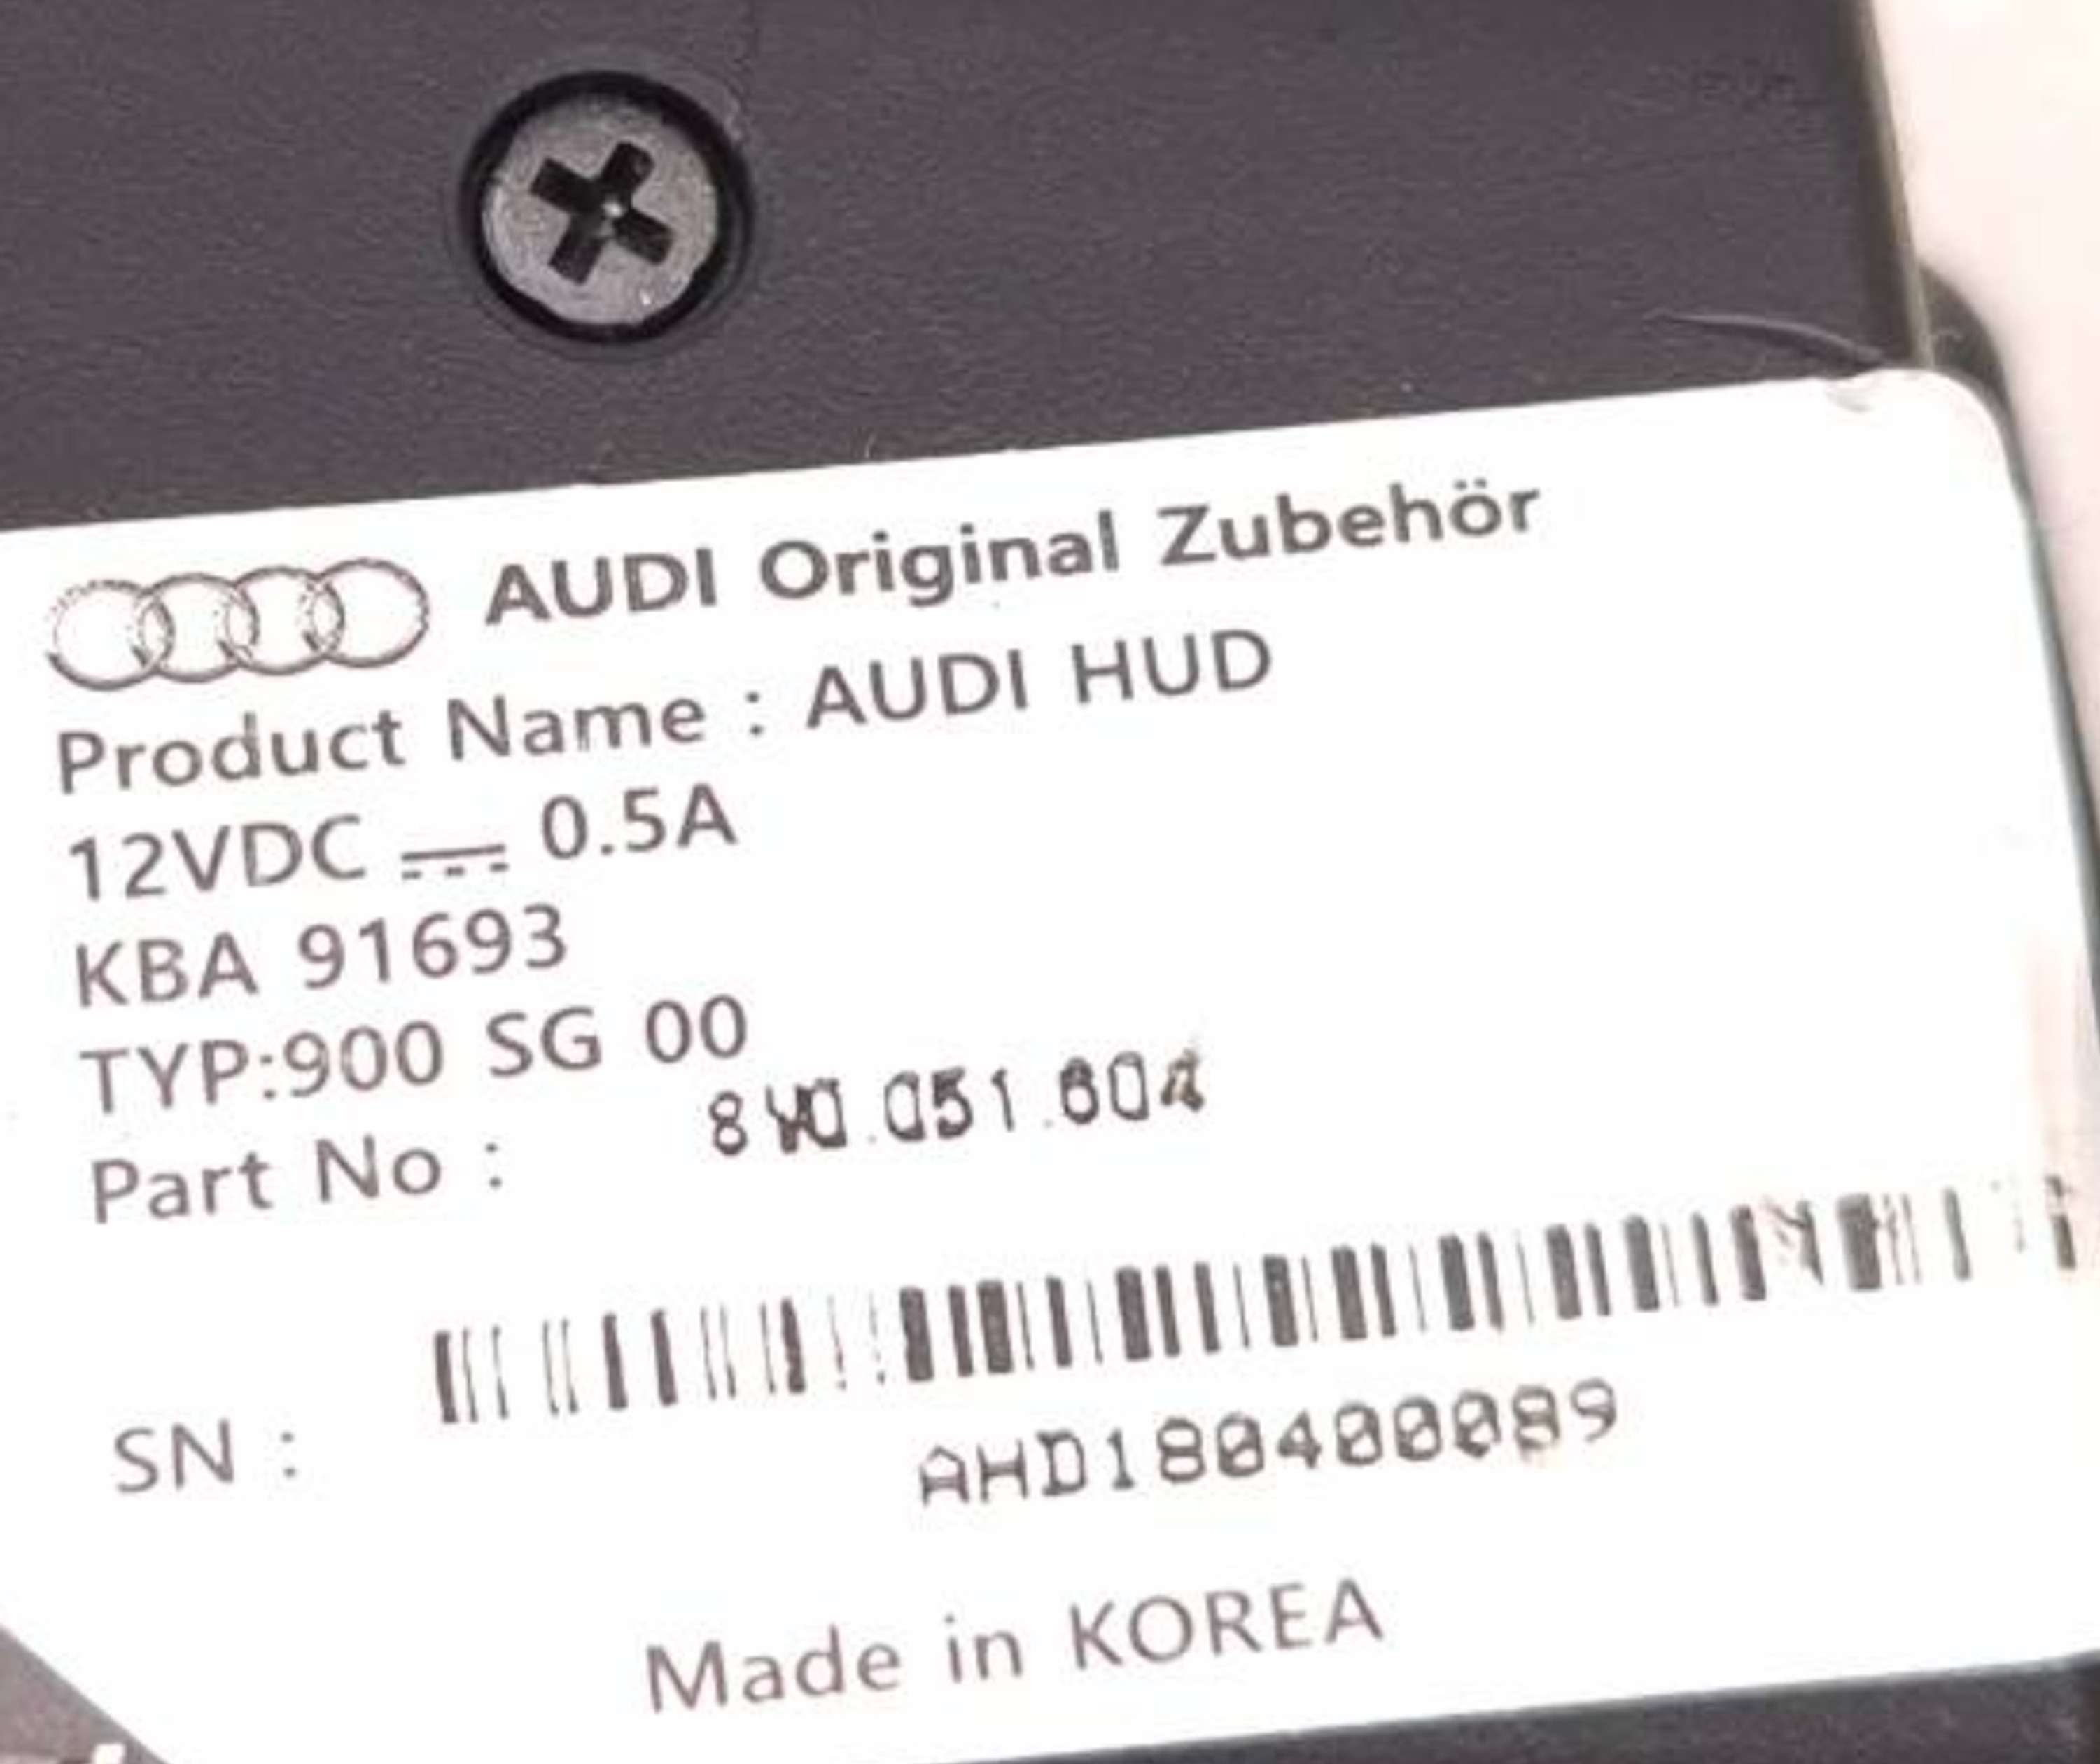 AUDI Original Zubehör
Product Name : AUDI HUD
12VDC ⎓ 0.5A
KBA 91693
TYP:900 SG 00
Part No :
SN :
AHD180400089
Made in KOREA